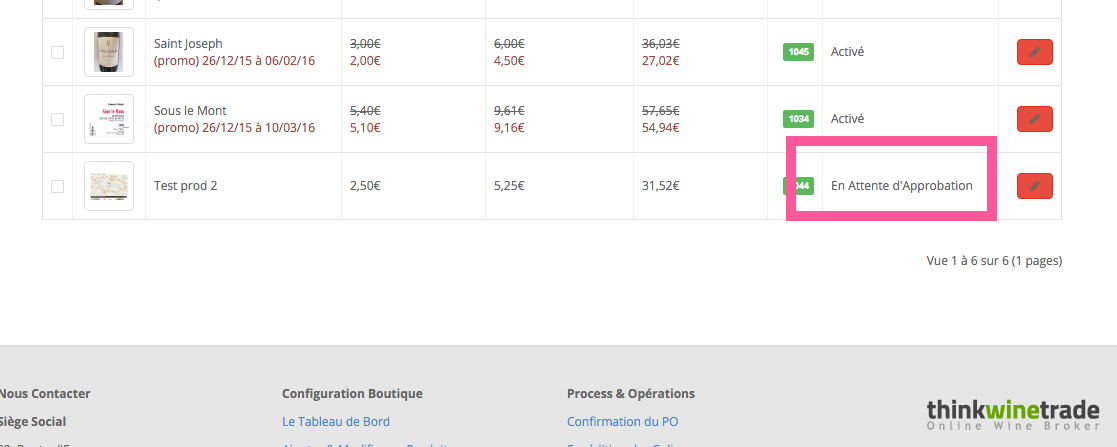 Saint Joseph
(promo) 26/12/15 à 06/02/16
3,00€
2,00€
6,00€
4,50€
36,03€
27,02€
1045
Activé
Sous le Mont
(promo) 26/12/15 à 10/03/16
5,40€
5,10€
9,61€
9,16€
57,65€
54,94€
1034
Activé
Sous le Mont
Test prod 2
2,50€
5,25€
31,52€
044
En Attente d'Approbation
Vue 1 à 6 sur 6 (1 pages)
Nous Contacter
Configuration Boutique
Process & Opérations
Siège Social
Le Tableau de Bord
Confirmation du PO
thinkwinetrade
Online Wine Broker